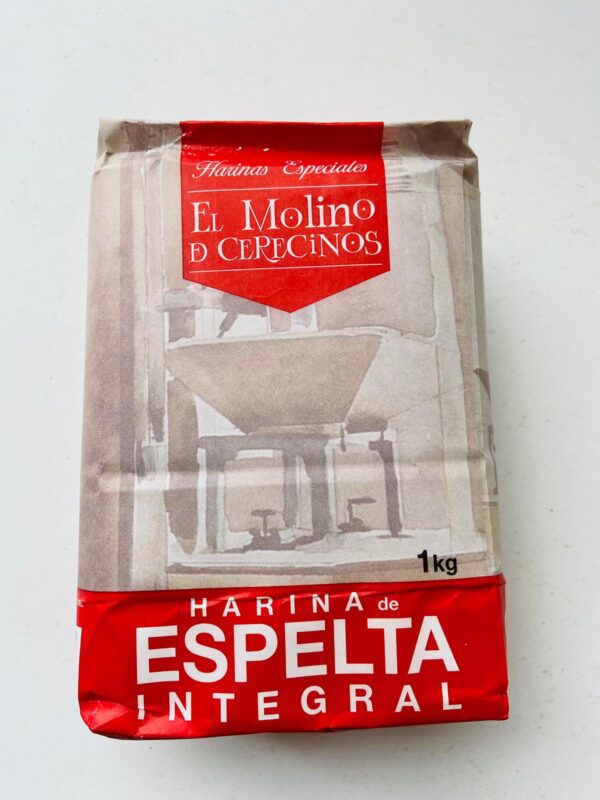 Harinas Especiales
EL MOLINO
D CERECINOS
1kg
HARINA de
ESPELTA
INTEGRAL